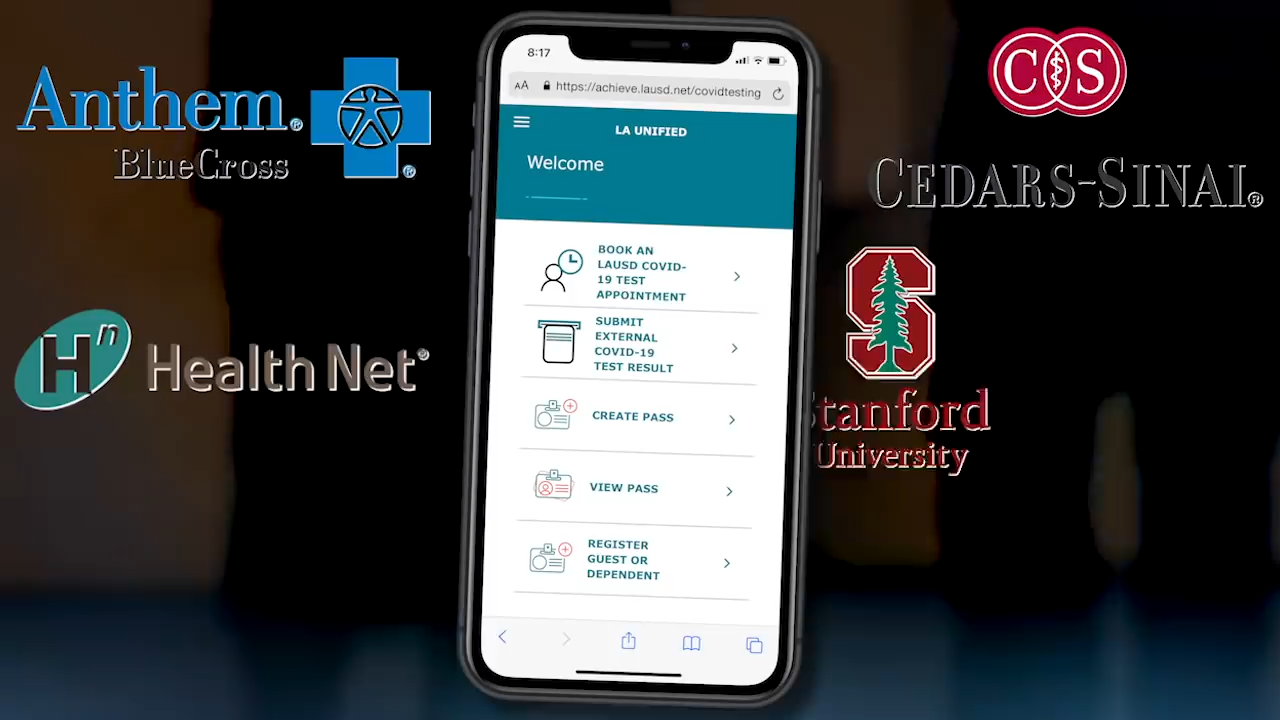 Anthem®
BlueCross
®
Hn
Health Net®
8:17
AA https://achieve.lausd.net/covidtesting
LA UNIFIED
Welcome
BOOK AN
LAUSD COVID-
19 TEST
APPOINTMENT
SUBMIT
EXTERNAL
COVID-19
TEST RESULT
CREATE PASS
VIEW PASS
REGISTER
GUEST OR
DEPENDENT
CS
CEDARS-SINAI®
S
Stanford
University